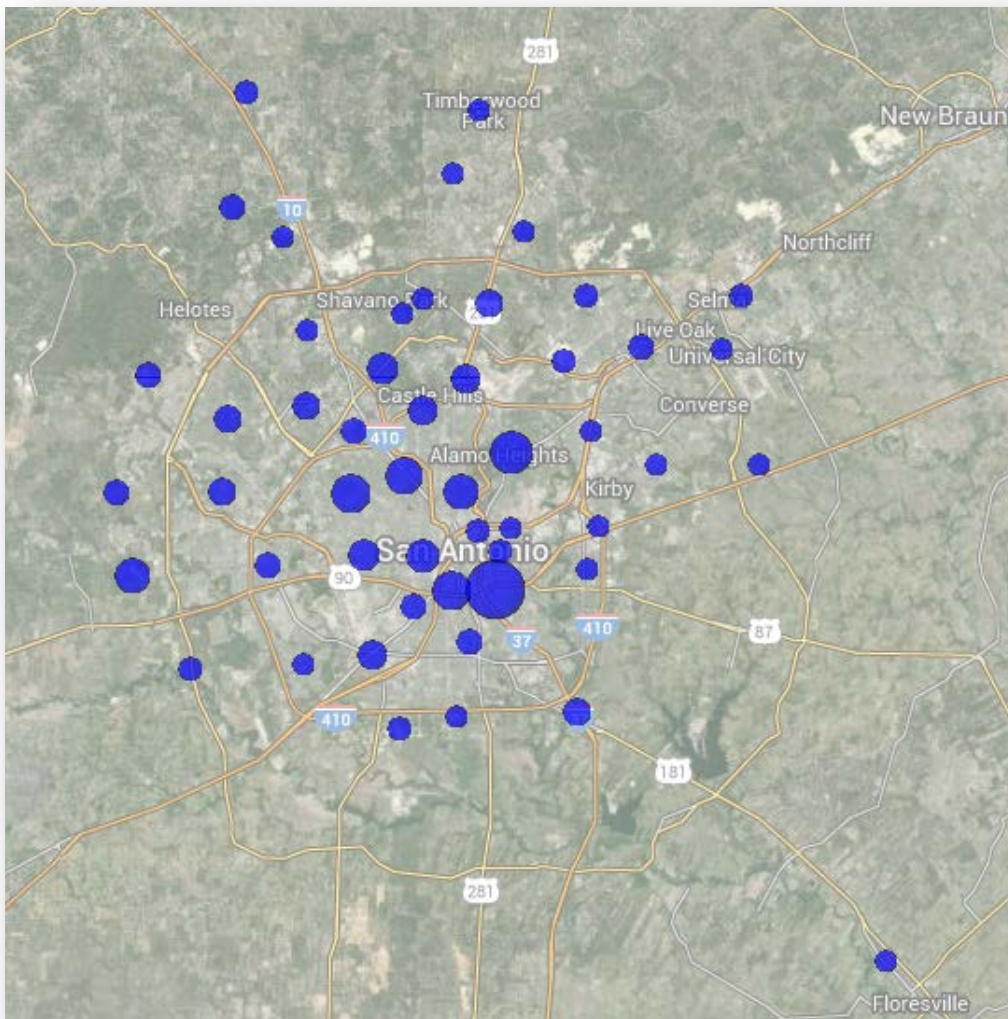 281
Timberwood
Park
New Braun
10
Northcliff
Helotes
Shavano Park
Selma
281
Live Oak
Universal City
Castle Hills
Converse
410
Alamo Heights
Kirby
San Antonio
90
37
410
87
410
181
281
Floresville